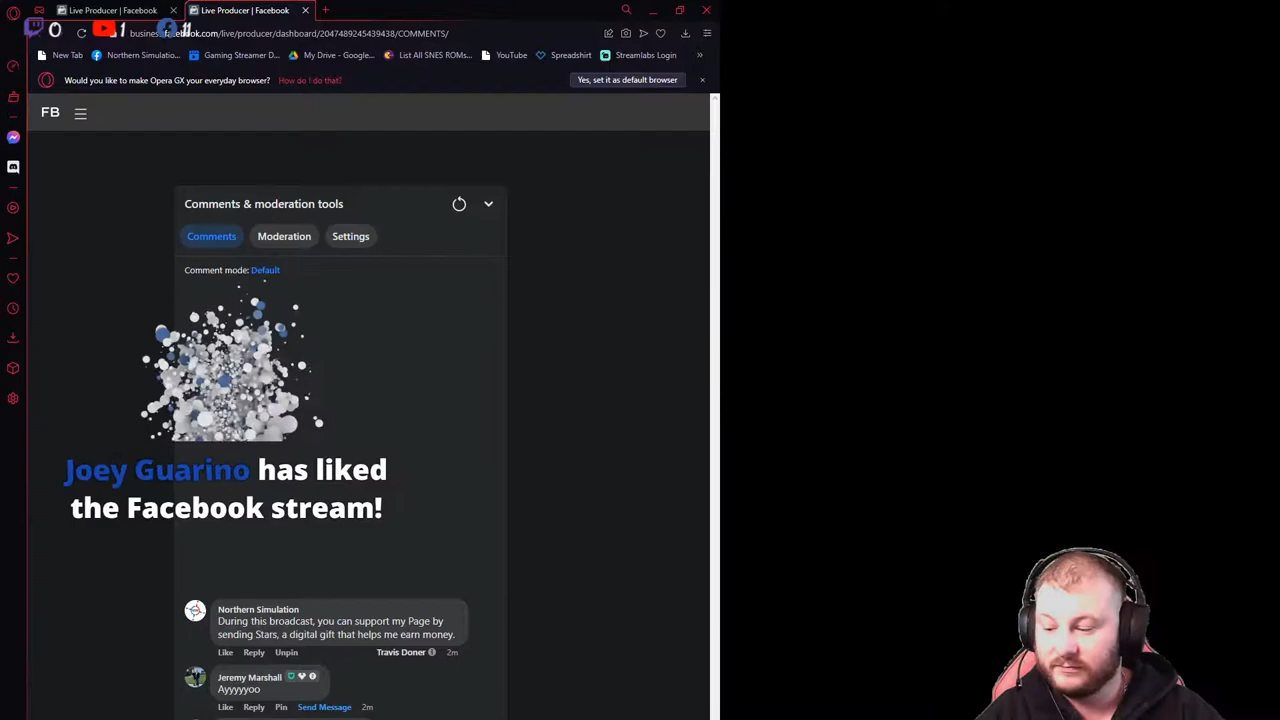 Live Producer | Facebook
Live Producer | Facebook
0
1
11
business.facebook.com/live/producer/dashboard/2047489245439438/COMMENTS/
New Tab
Northern Simulatio...
Gaming Streamer D...
My Drive - Google...
List All SNES ROMs...
YouTube
Spreadshirt
Streamlabs Login
Would you like to make Opera GX your everyday browser? How do I do that?
Yes, set it as default browser
FB
Comments & moderation tools
Comments
Moderation
Settings
Comment mode: Default
Joey Guarino has liked
the Facebook stream!
Northern Simulation
During this broadcast, you can support my Page by
sending Stars, a digital gift that helps me earn money.
Like Reply Unpin Travis Doner 2m
Jeremy Marshall
Ayyyyyoo
Like Reply Pin Send Message 2m